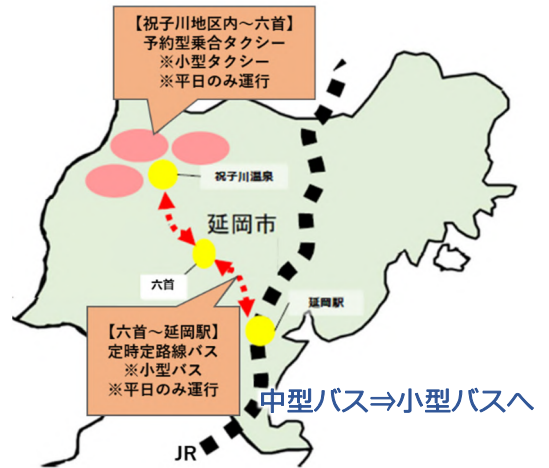 【祝子川地区内～六首】
予約型乗合タクシー
※小型タクシー
※平日のみ運行
祝子川温泉
延岡市
六首
延岡駅
【六首～延岡駅】
定時定路線バス
※小型バス
※平日のみ運行
中型バス⇒小型バスへ
JR